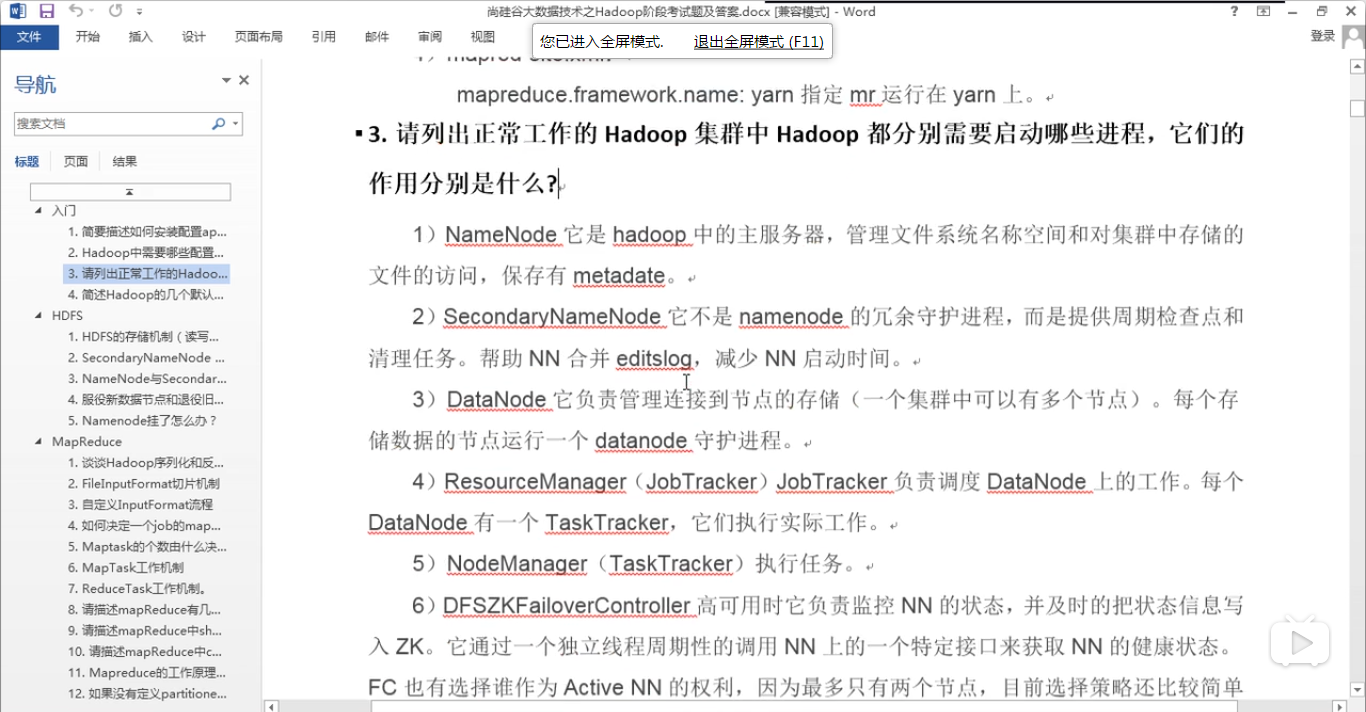 尚硅谷大数据技术之Hadoop阶段考试题及答案.docx [兼容模式] - Word
文件 开始 插入 设计 页面布局 引用 邮件 审阅 视图 登录
您已进入全屏模式. 退出全屏模式 (F11)
导航
搜索文档
标题 页面 结果
入门
1. 简要描述如何安装配置ap...
2. Hadoop中需要哪些配置...
3. 请列出正常工作的Hadoo...
4. 简述Hadoop的几个默认...
HDFS
1. HDFS的存储机制（读写...
2. SecondaryNameNode ...
3. NameNode与Secondar...
4. 服役新数据节点和退役旧...
5. Namenode挂了怎么办？
MapReduce
1. 谈谈Hadoop序列化和反...
2. FileInputFormat切片机制
3. 自定义InputFormat流程
4. 如何决定一个job的map...
5. Maptask的个数由什么决...
6. MapTask工作机制
7. ReduceTask工作机制。
8. 请描述mapReduce有几...
9. 请描述mapReduce中sh...
10. 请描述mapReduce中c...
11. Mapreduce的工作原理...
12. 如果没有定义partitione...
mapreduce.framework.name: yarn 指定 mr 运行在 yarn 上。
3. 请列出正常工作的 Hadoop 集群中 Hadoop 都分别需要启动哪些进程，它们的
作用分别是什么?
1）NameNode 它是 hadoop 中的主服务器，管理文件系统名称空间和对集群中存储的
文件的访问，保存有 metadate。
2）SecondaryNameNode 它不是 namenode 的冗余守护进程，而是提供周期检查点和
清理任务。帮助 NN 合并 editslog，减少 NN 启动时间。
3）DataNode 它负责管理连接到节点的存储（一个集群中可以有多个节点）。每个存
储数据的节点运行一个 datanode 守护进程。
4）ResourceManager（JobTracker）JobTracker 负责调度 DataNode 上的工作。每个
DataNode 有一个 TaskTracker，它们执行实际工作。
5）NodeManager（TaskTracker）执行任务。
6）DFSZKFailoverController 高可用时它负责监控 NN 的状态，并及时的把状态信息写
入 ZK。它通过一个独立线程周期性的调用 NN 上的一个特定接口来获取 NN 的健康状态。
FC 也有选择谁作为 Active NN 的权利，因为最多只有两个节点，目前选择策略还比较简单